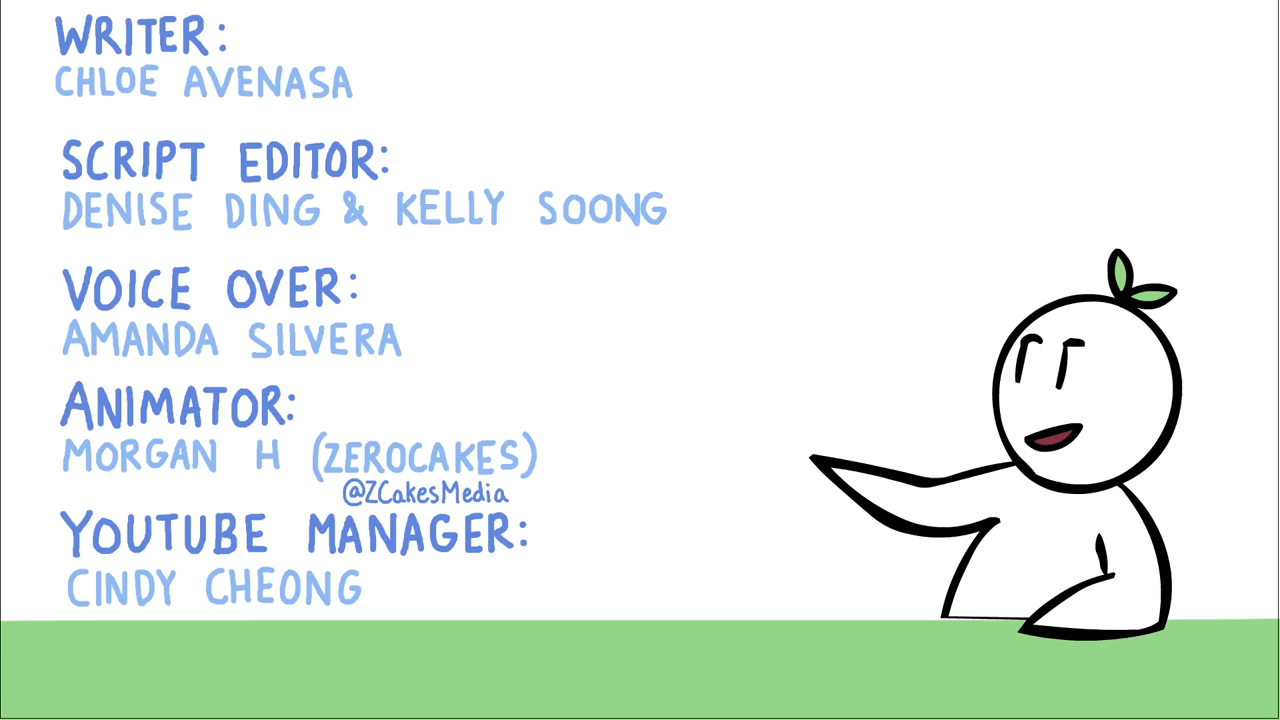 WRITER:
CHLOE AVENASA
SCRIPT EDITOR:
DENISE DING & KELLY SOONG
VOICE OVER:
AMANDA SILVERA
ANIMATOR:
MORGAN H (ZEROCAKES)
@ZCakesMedia
YOUTUBE MANAGER:
CINDY CHEONG